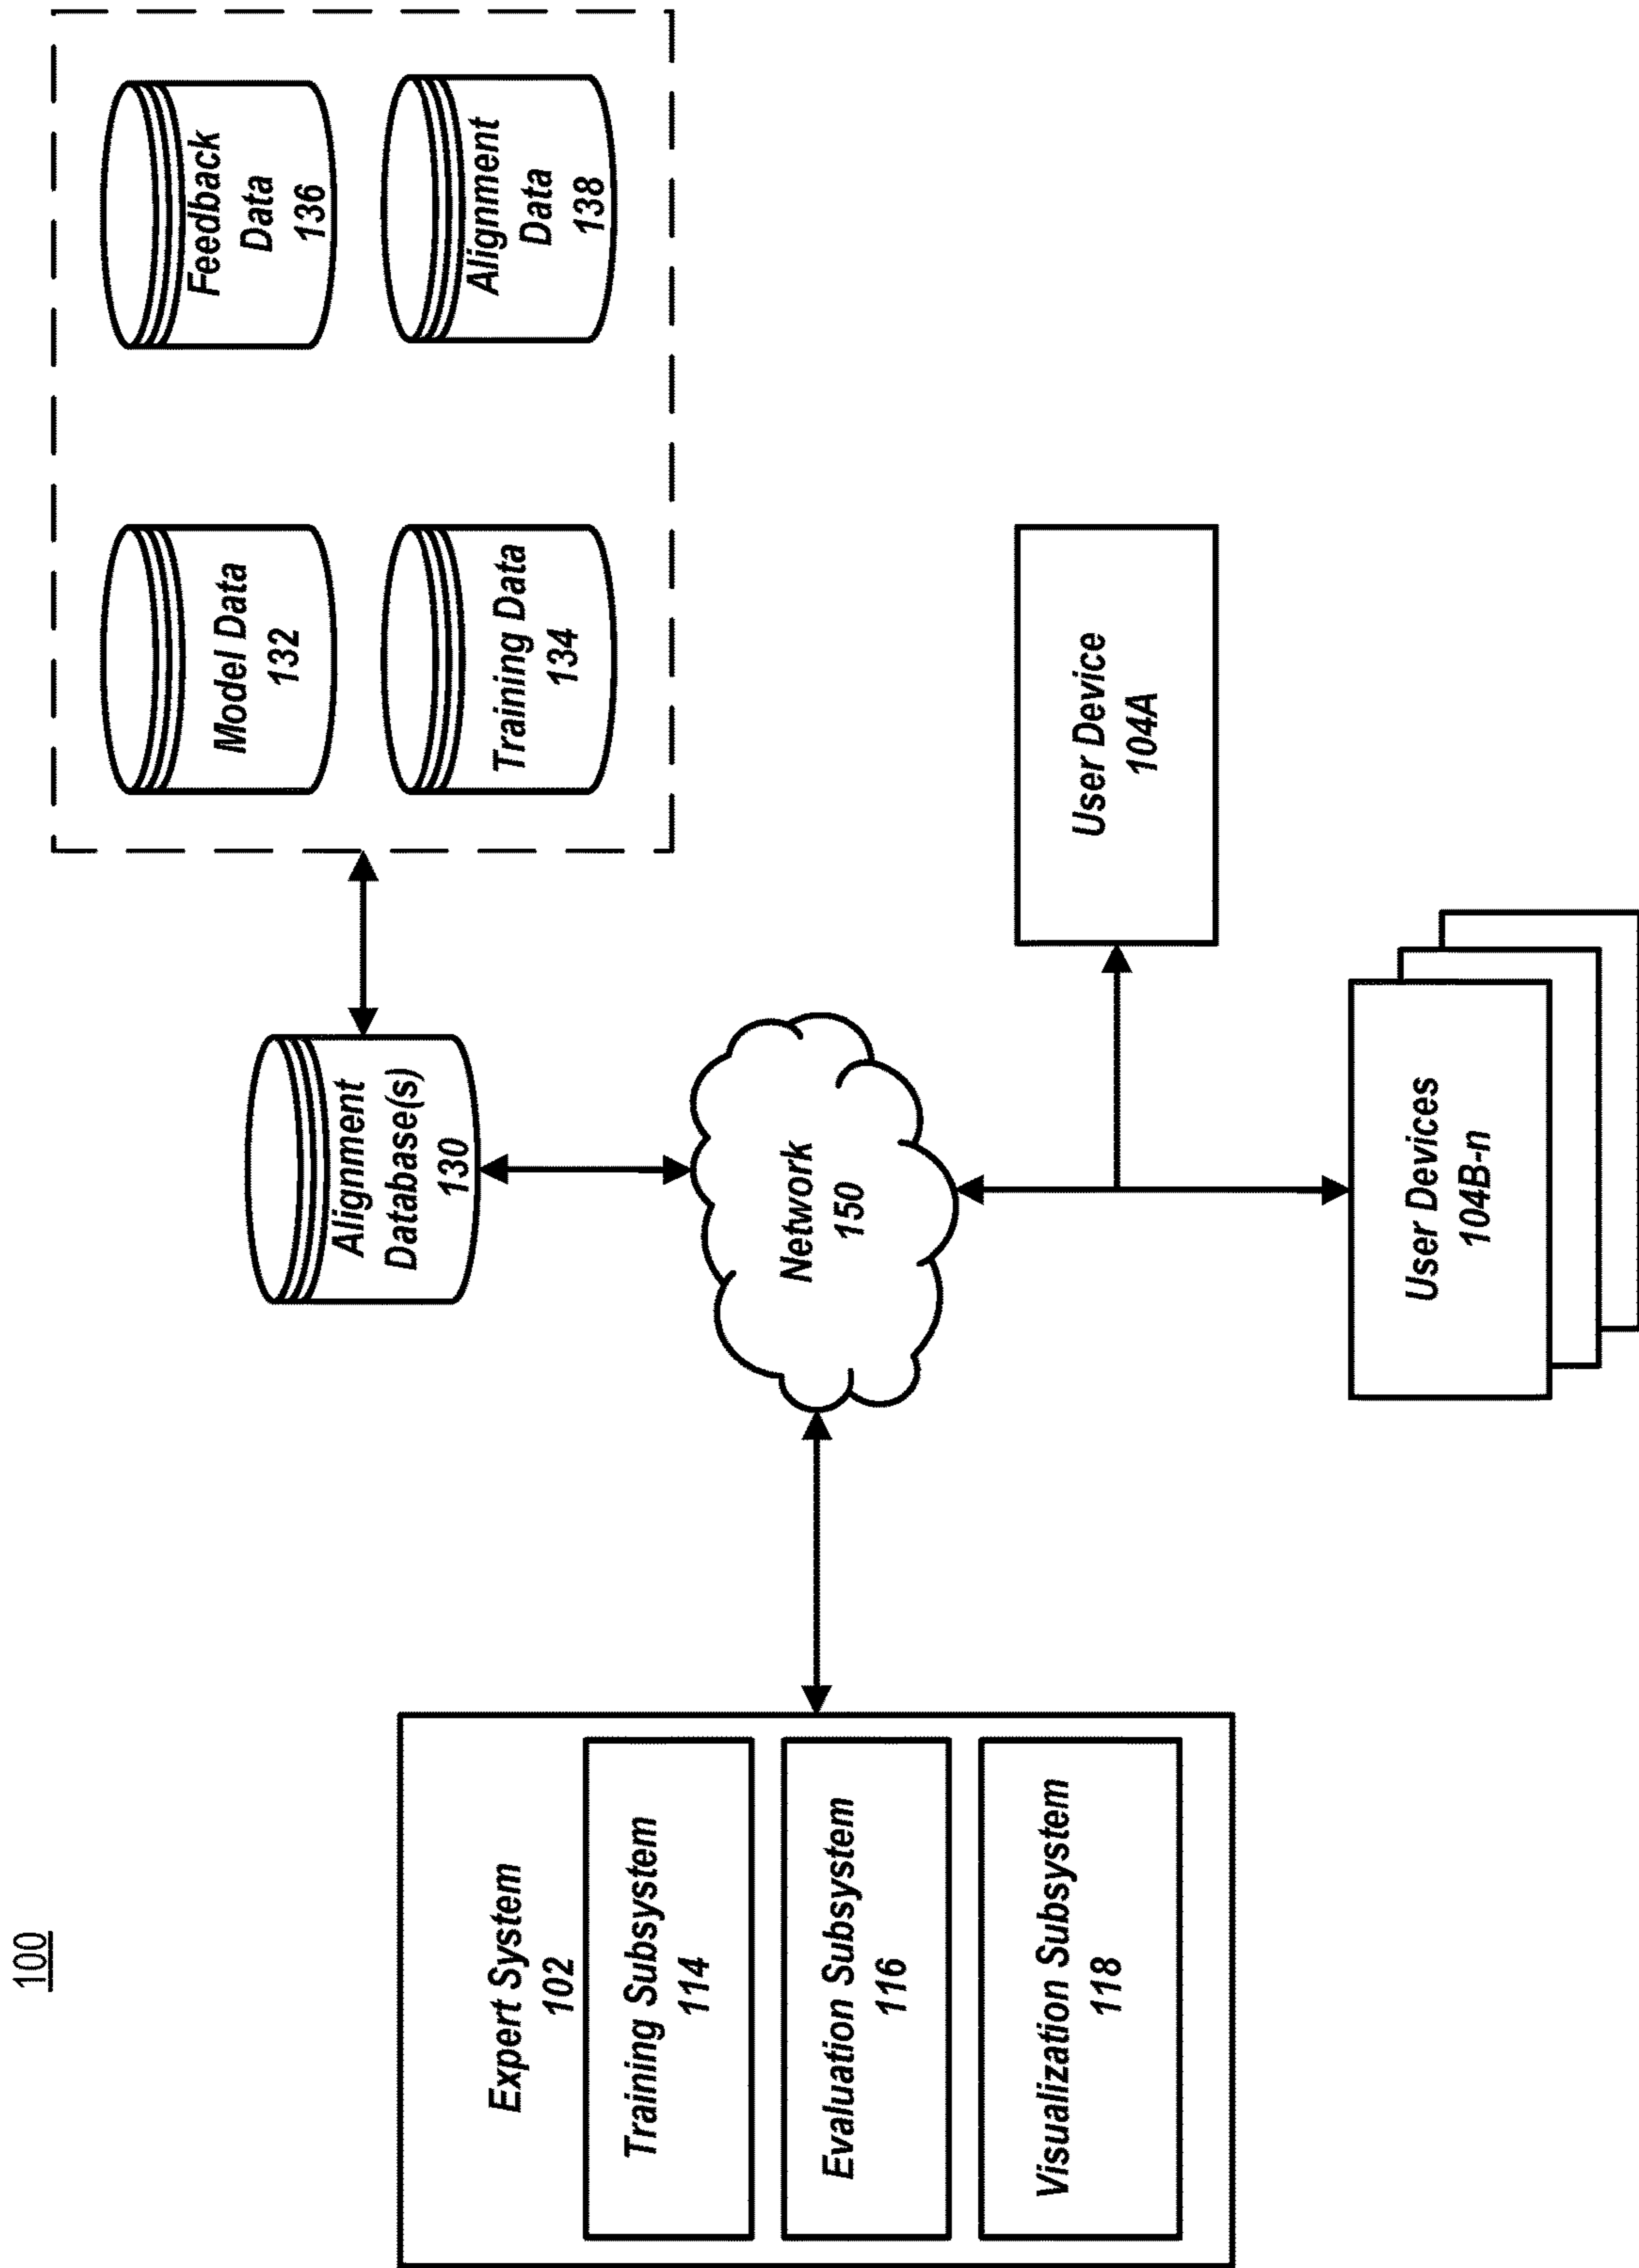 100
Expert System
102
Training Subsystem
114
Evaluation Subsystem
116
Visualization Subsystem
118
Alignment
Database(s)
130
Network
150
Model Data
132
Feedback
Data
136
Training Data
134
Alignment
Data
138
User Device
104A
User Devices
104B-n